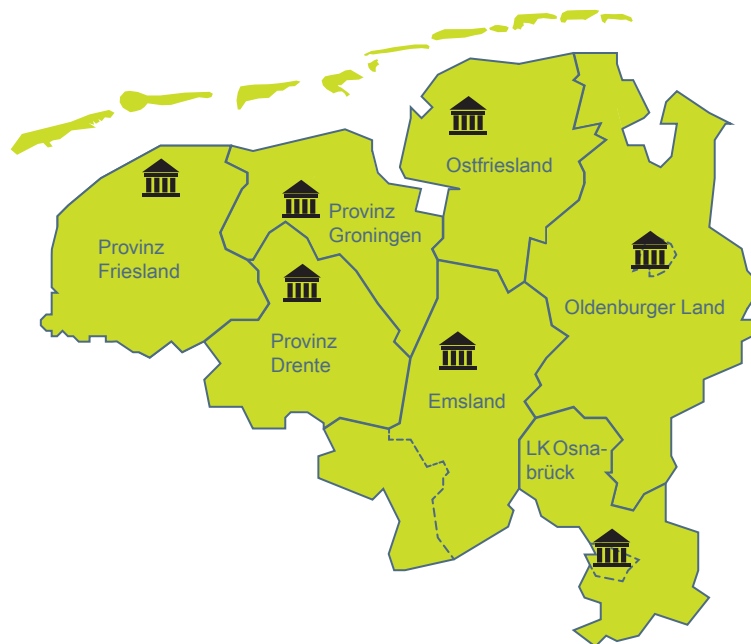 Ostfriesland
Provinz
Groningen
Provinz
Friesland
Oldenburger Land
Provinz
Drente
Emsland
LK Osna-
brück